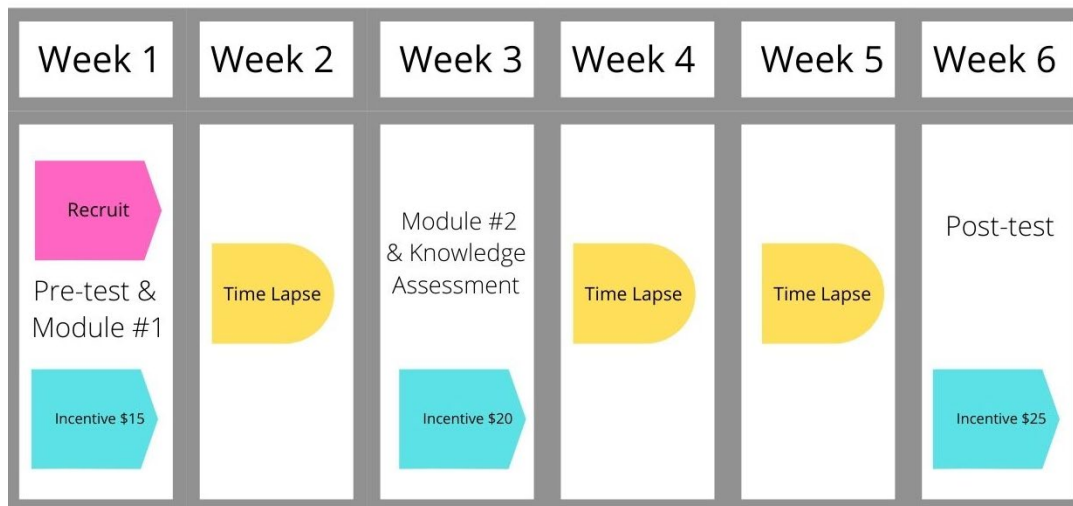 Week 1
Week 2
Week 3
Week 4
Week 5
Week 6
Recruit
Pre-test &
Module #1
Incentive $15
Time Lapse
Module #2
& Knowledge
Assessment
Incentive $20
Time Lapse
Time Lapse
Post-test
Incentive $25